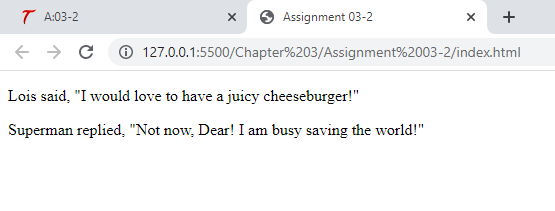 A:03-2
Assignment 03-2
127.0.0.1:5500/Chapter%203/Assignment%2003-2/index.html
Lois said, "I would love to have a juicy cheeseburger!"
Superman replied, "Not now, Dear! I am busy saving the world!"